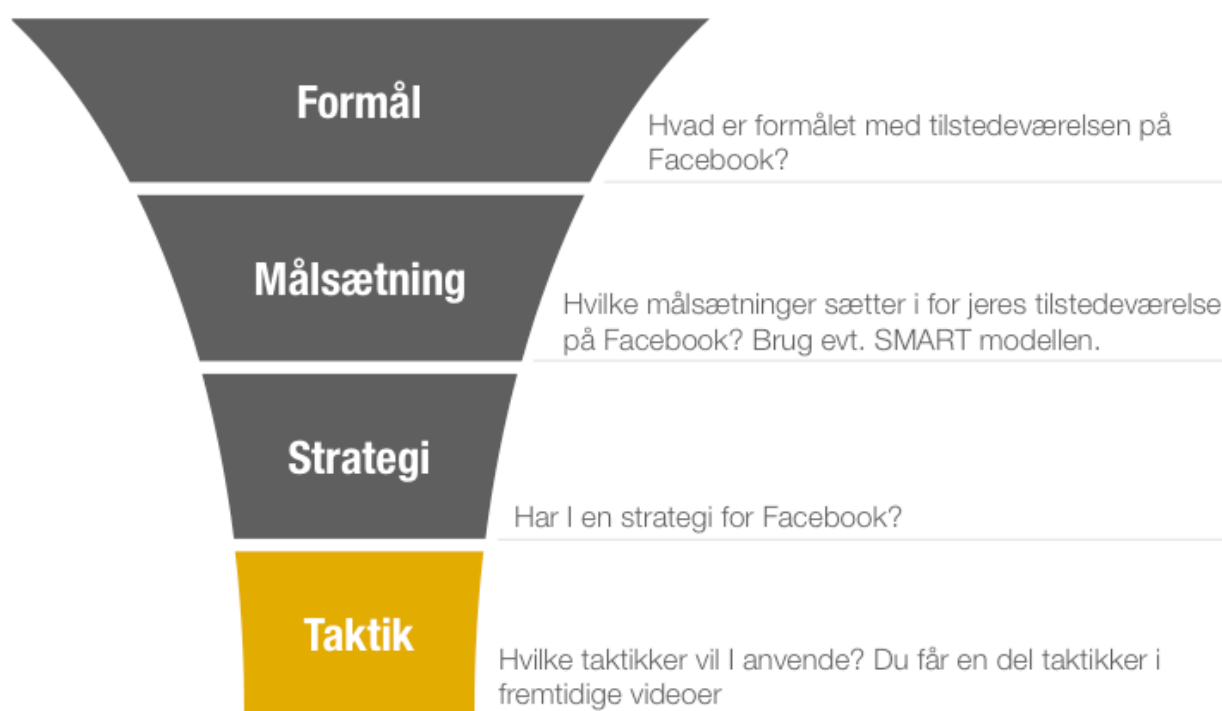 Formål
Hvad er formålet med tilstedeværelsen på
Facebook?
Målsætning
Hvilke målsætninger sætter i for jeres tilstedeværelse
på Facebook? Brug evt. SMART modellen.
Strategi
Har I en strategi for Facebook?
Taktik
Hvilke taktikker vil I anvende? Du får en del taktikker i
fremtidige videoer